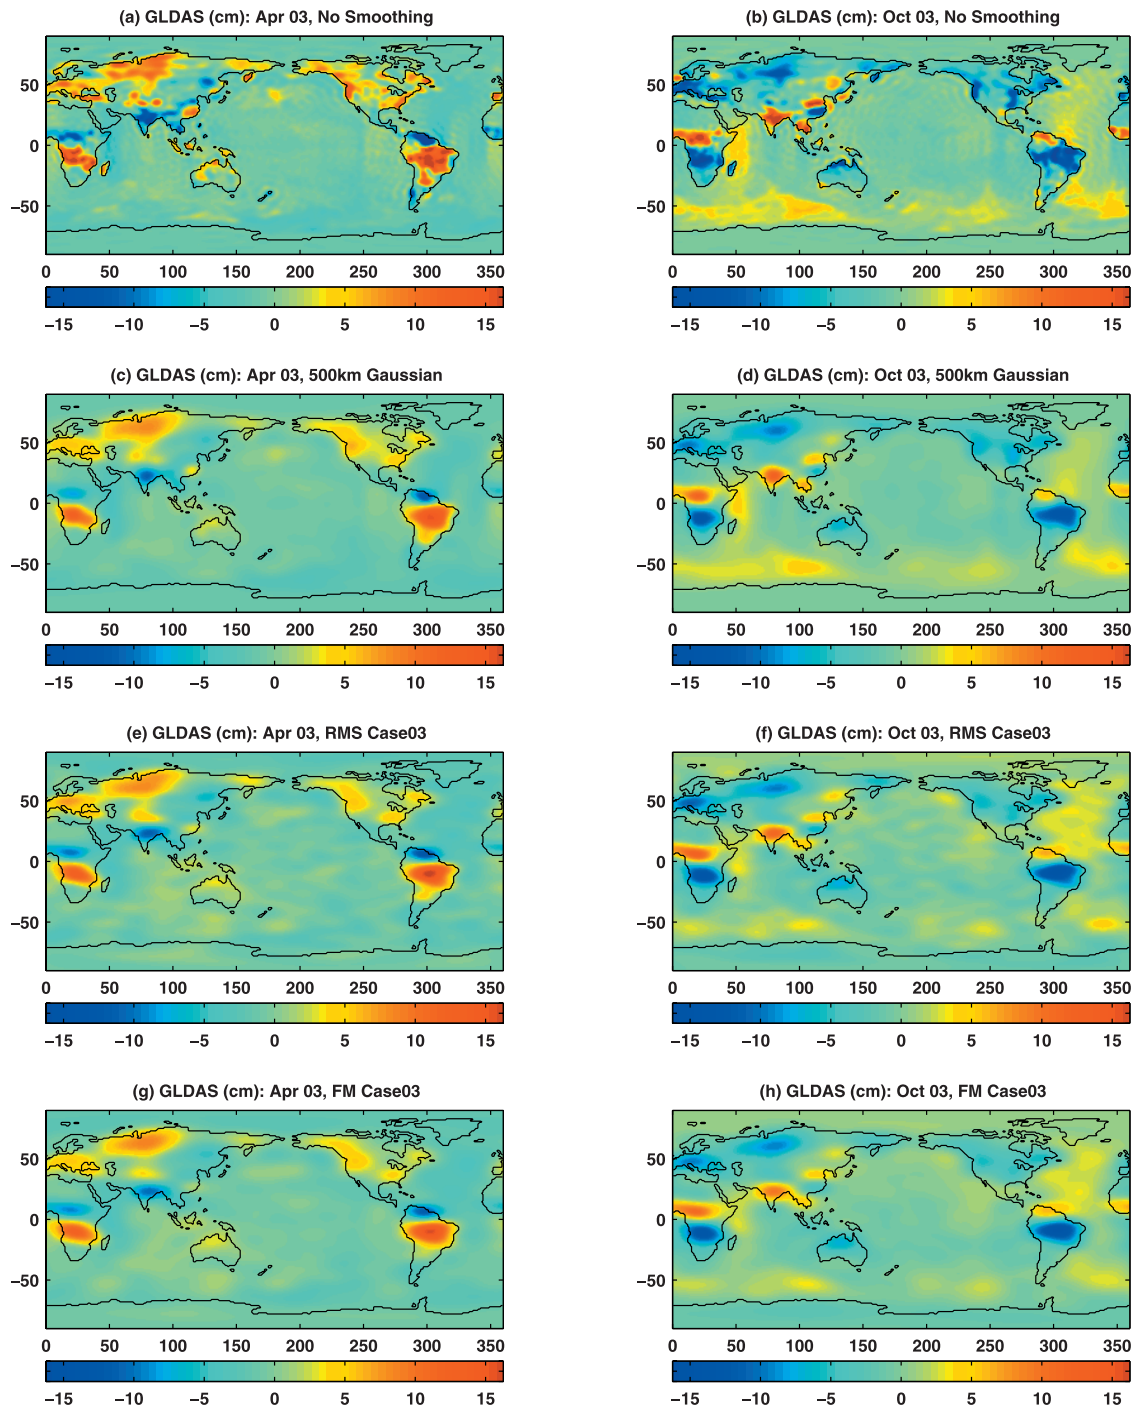 (a) GLDAS (cm): Apr 03, No Smoothing
50
0
−50
0 50 100 150 200 250 300 350
−15 −10 −5 0 5 10 15
(b) GLDAS (cm): Oct 03, No Smoothing
50
0
−50
0 50 100 150 200 250 300 350
−15 −10 −5 0 5 10 15
(c) GLDAS (cm): Apr 03, 500km Gaussian
50
0
−50
0 50 100 150 200 250 300 350
−15 −10 −5 0 5 10 15
(d) GLDAS (cm): Oct 03, 500km Gaussian
50
0
−50
0 50 100 150 200 250 300 350
−15 −10 −5 0 5 10 15
(e) GLDAS (cm): Apr 03, RMS Case03
50
0
−50
0 50 100 150 200 250 300 350
−15 −10 −5 0 5 10 15
(f) GLDAS (cm): Oct 03, RMS Case03
50
0
−50
0 50 100 150 200 250 300 350
−15 −10 −5 0 5 10 15
(g) GLDAS (cm): Apr 03, FM Case03
50
0
−50
0 50 100 150 200 250 300 350
−15 −10 −5 0 5 10 15
(h) GLDAS (cm): Oct 03, FM Case03
50
0
−50
0 50 100 150 200 250 300 350
−15 −10 −5 0 5 10 15